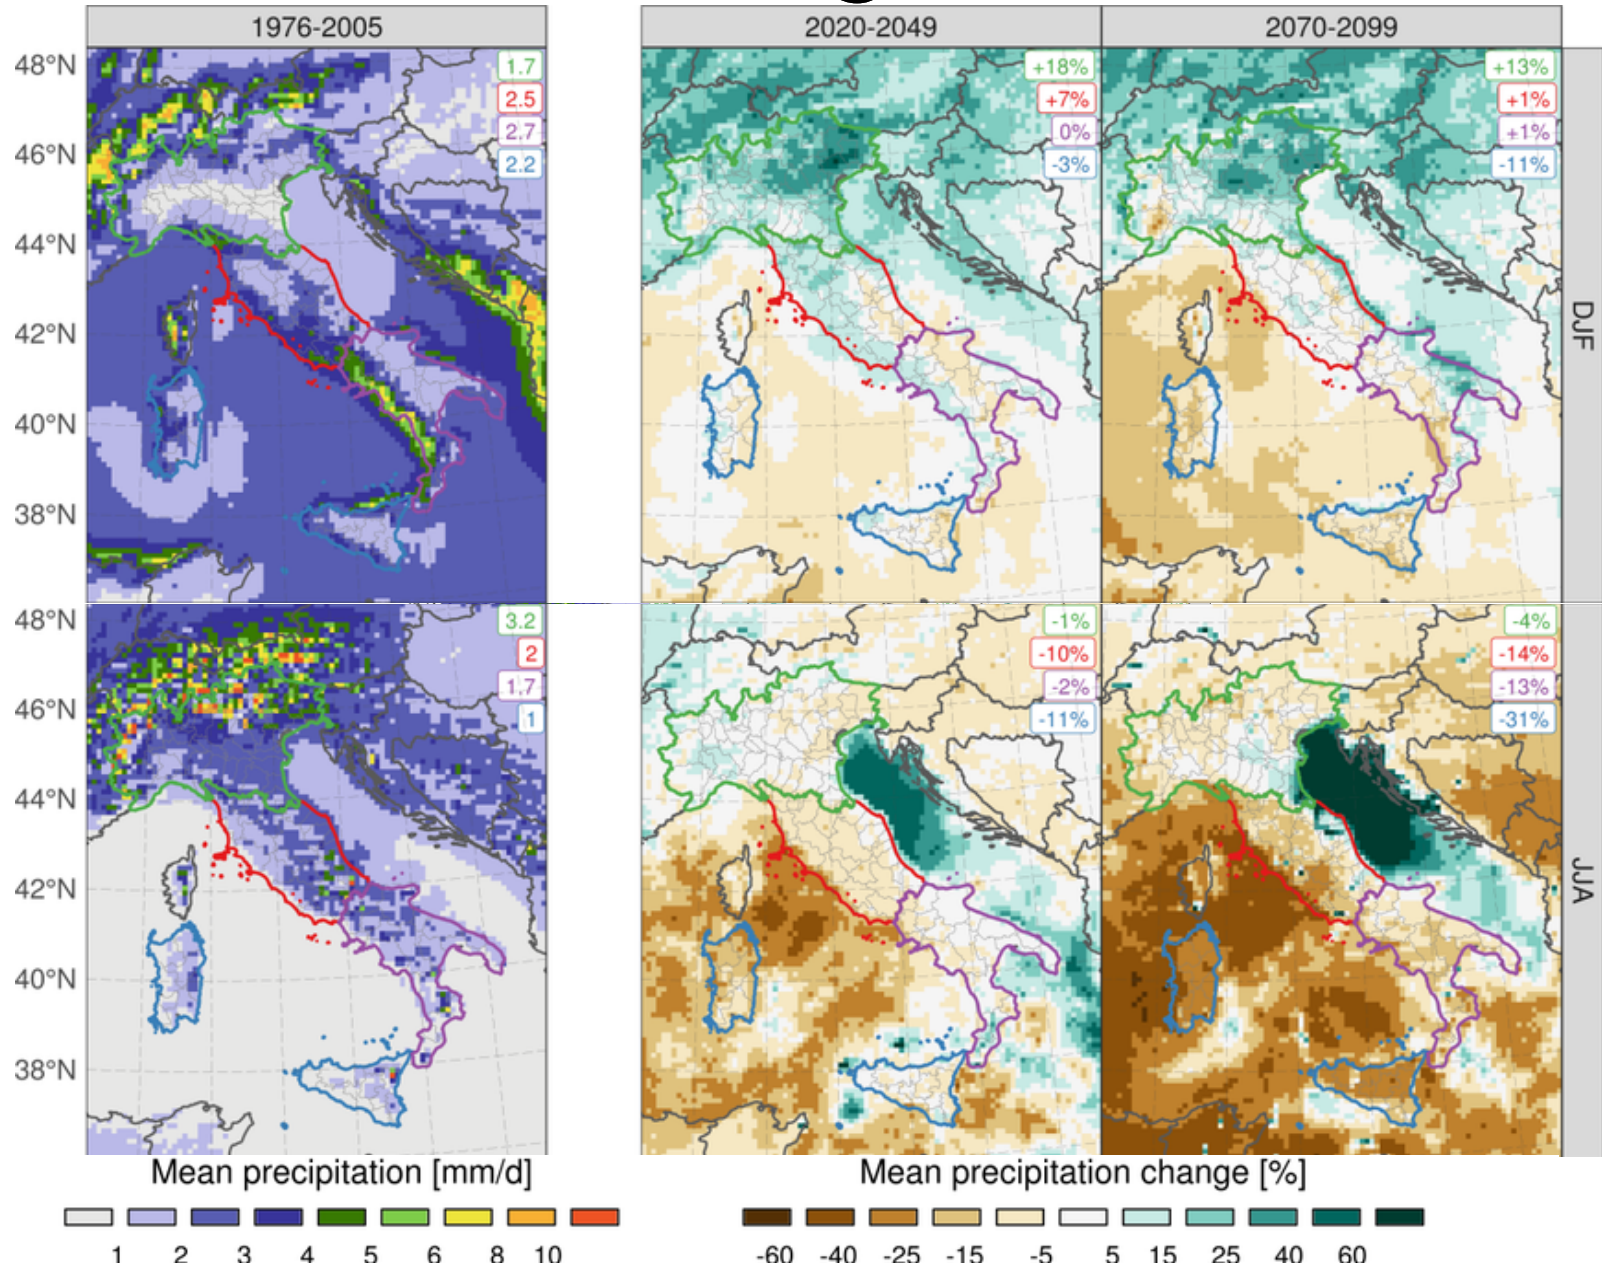 1976-2005
2020-2049
2070-2099
48°N
46°N
44°N
42°N
40°N
38°N
1.7
2.5
2.7
2.2
+18%
+7%
0%
-3%
+13%
+1%
+1%
-11%
DJF
48°N
46°N
44°N
42°N
40°N
38°N
3.2
2
1.7
1
-1%
-10%
-2%
-11%
-4%
-14%
-13%
-31%
JJA
Mean precipitation [mm/d]
1 2 3 4 5 6 8 10
Mean precipitation change [%]
-60 -40 -25 -15 -5 5 15 25 40 60